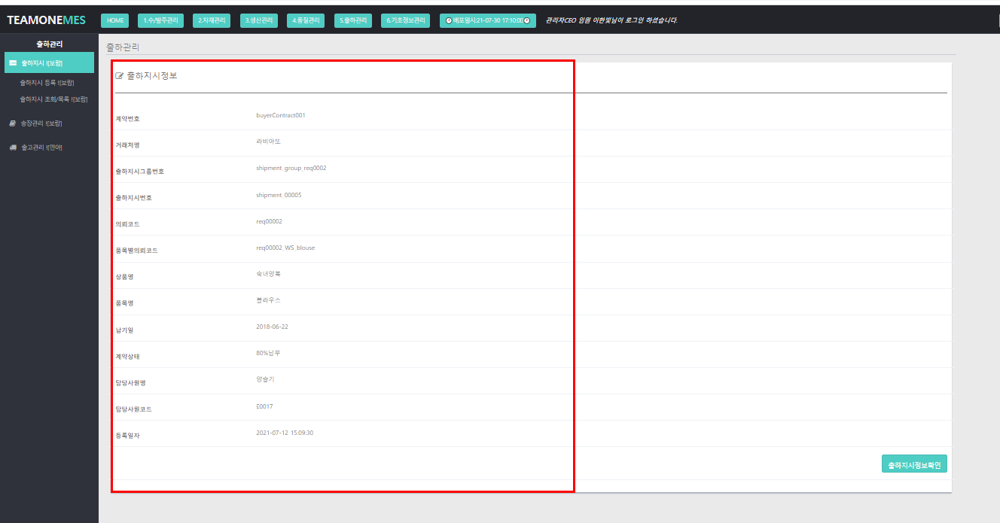 TEAMONEMES HOME 1.수/발주관리 2.자재관리 3.생산관리 4.품질관리 5.출하관리 6.기초정보관리 배포일시:21-07-30 17:10:00 관리자CEO 임원 이한빛님이 로그인 하셨습니다.
출하관리
출하지시 ![보람]
출하지시 등록 ![보람]
출하지시 조회/목록 ![보람]
송장관리 ![보람]
출고관리 ![민아]
출하관리
출하지시정보
계약번호 buyerContract001
거래처명 라비아또
출하지시그룹번호 shipment_group_req0002
출하지시번호 shipment_00005
의뢰코드 req00002
품목별의뢰코드 req00002_WS_blouse
상품명 숙녀양복
품목명 블라우스
납기일 2018-06-22
계약상태 80%납부
담당사원명 양슬기
담당사원코드 E0017
등록일자 2021-07-12 15:09:30
출하지시정보확인